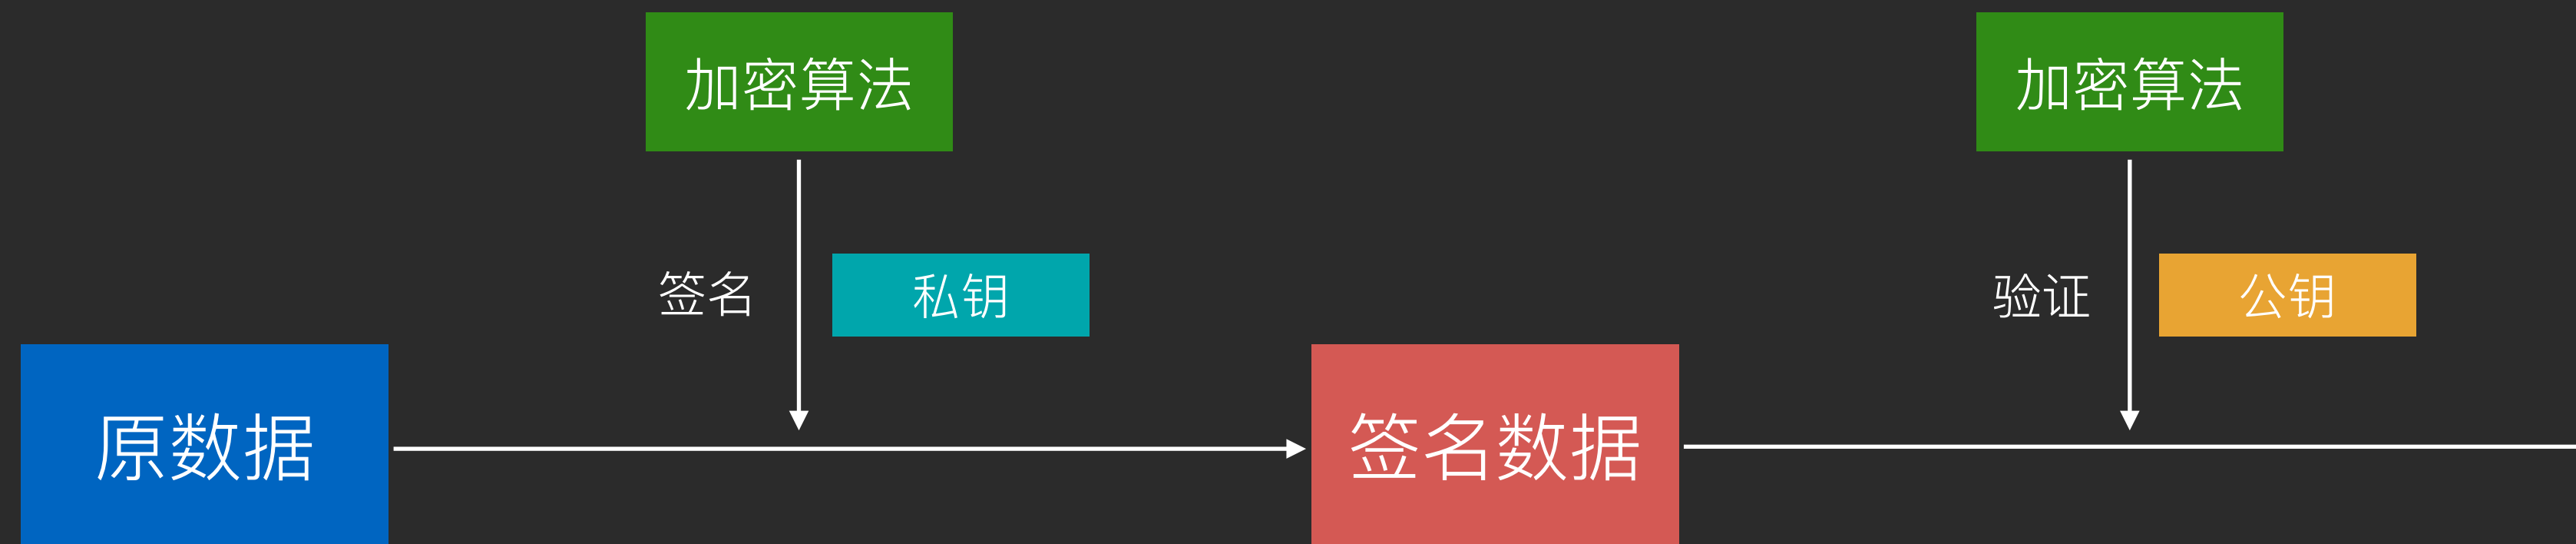 加密算法
加密算法
签名
私钥
验证
公钥
原数据
签名数据